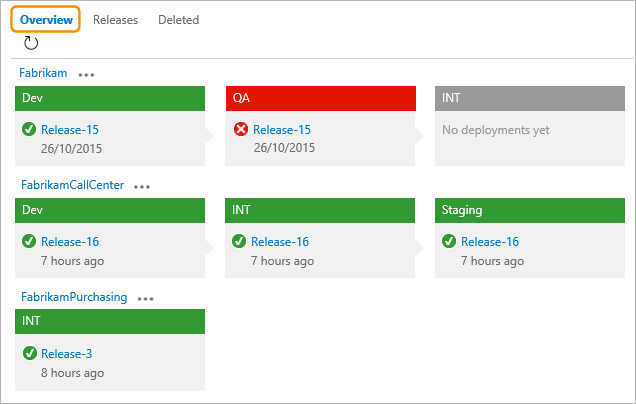 Overview Releases Deleted
Fabrikam ...
Dev QA INT
Release-15 Release-15 No deployments yet
26/10/2015 26/10/2015
FabrikamCallCenter ...
Dev INT Staging
Release-16 Release-16 Release-16
7 hours ago 7 hours ago 7 hours ago
FabrikamPurchasing ...
INT
Release-3
8 hours ago